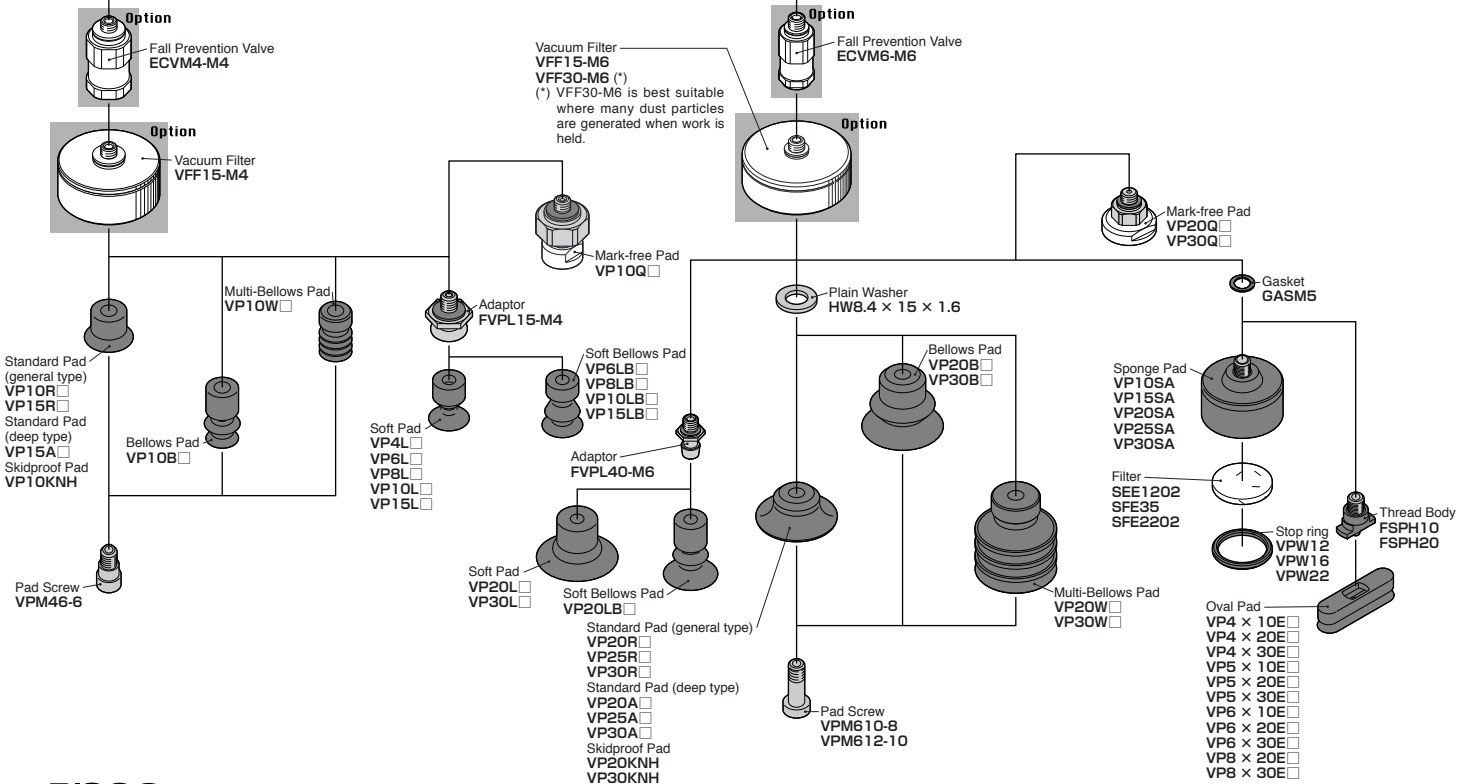 Option
Fall Prevention Valve
ECVM4-M4
Option
Vacuum Filter
VFF15-M4
Mark-free Pad
VP10Q□
Adaptor
FVPL15-M4
Multi-Bellows Pad
VP10W□
Standard Pad
(general type)
VP10R□
VP15R□
Standard Pad
(deep type)
VP15A□
Skidproof Pad
VP10KNH
Bellows Pad
VP10B□
Soft Pad
VP4L□
VP6L□
VP8L□
VP10L□
VP15L□
Soft Bellows Pad
VP6LB□
VP8LB□
VP10LB□
VP15LB□
Pad Screw
VPM46-6
Option
Fall Prevention Valve
ECVM6-M6
Vacuum Filter
VFF15-M6
VFF30-M6 (*)
(*) VFF30-M6 is best suitable
where many dust particles
are generated when work is
held.
Option
Mark-free Pad
VP20Q□
VP30Q□
Plain Washer
HW8.4 × 15 × 1.6
Gasket
GASM5
Bellows Pad
VP20B□
VP30B□
Adaptor
FVPL40-M6
Soft Pad
VP20L□
VP30L□
Soft Bellows Pad
VP20LB□
Standard Pad (general type)
VP20R□
VP25R□
VP30R□
Standard Pad (deep type)
VP20A□
VP25A□
VP30A□
Skidproof Pad
VP20KNH
VP30KNH
Multi-Bellows Pad
VP20W□
VP30W□
Pad Screw
VPM610-8
VPM612-10
Sponge Pad
VP10SA
VP15SA
VP20SA
VP25SA
VP30SA
Filter
SEE1202
SFE35
SFE2202
Stop ring
VPW12
VPW16
VPW22
Thread Body
FSPH10
FSPH20
Oval Pad
VP4 × 10E□
VP4 × 20E□
VP4 × 30E□
VP5 × 10E□
VP5 × 20E□
VP5 × 30E□
VP6 × 10E□
VP6 × 20E□
VP6 × 30E□
VP8 × 20E□
VP8 × 30E□